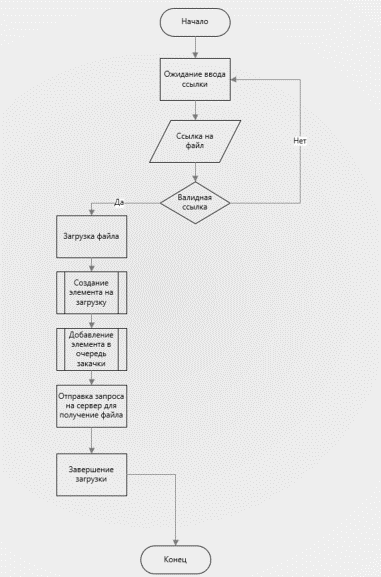 Начало
Ожидание ввода
ссылки
Ссылка на
файл
Нет
Валидная
ссылка
Да
Загрузка файла
Создание
элемента на
загрузку
Добавление
элемента в
очередь
закачки
Отправка запроса
на сервер для
получение файла
Завершение
загрузки
Конец